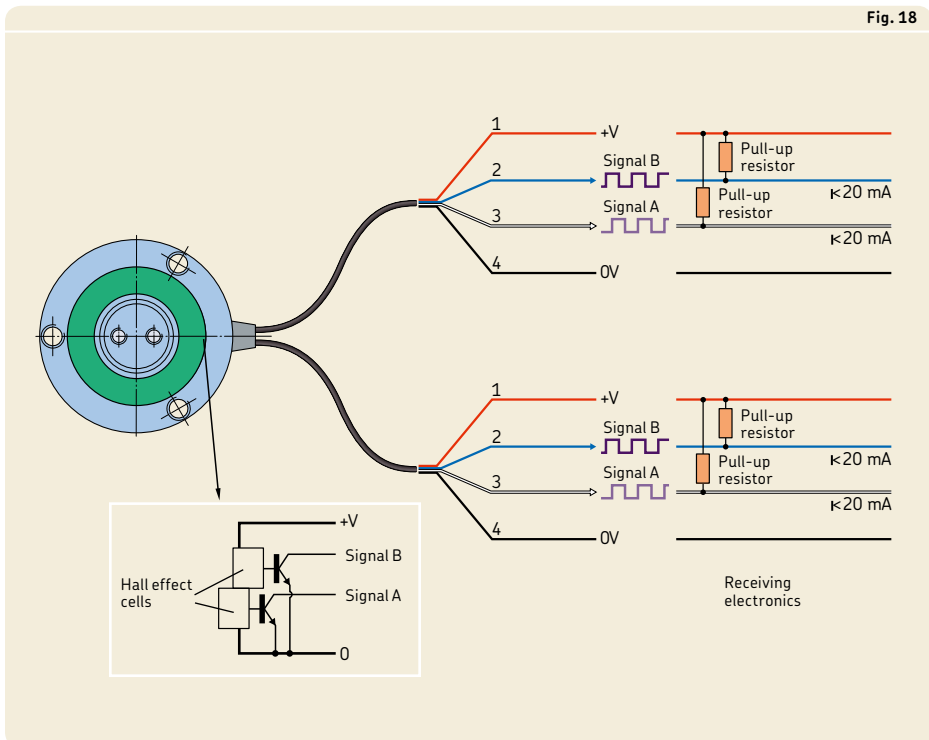 Fig. 18
1
+V
Signal B
Pull-up
resistor
2
I<20 mA
Signal A
Pull-up
resistor
3
I<20 mA
4
0V
1
+V
Signal B
Pull-up
resistor
2
I<20 mA
Signal A
Pull-up
resistor
3
I<20 mA
4
0V
Receiving
electronics
+V
Signal B
Hall effect
cells
Signal A
0